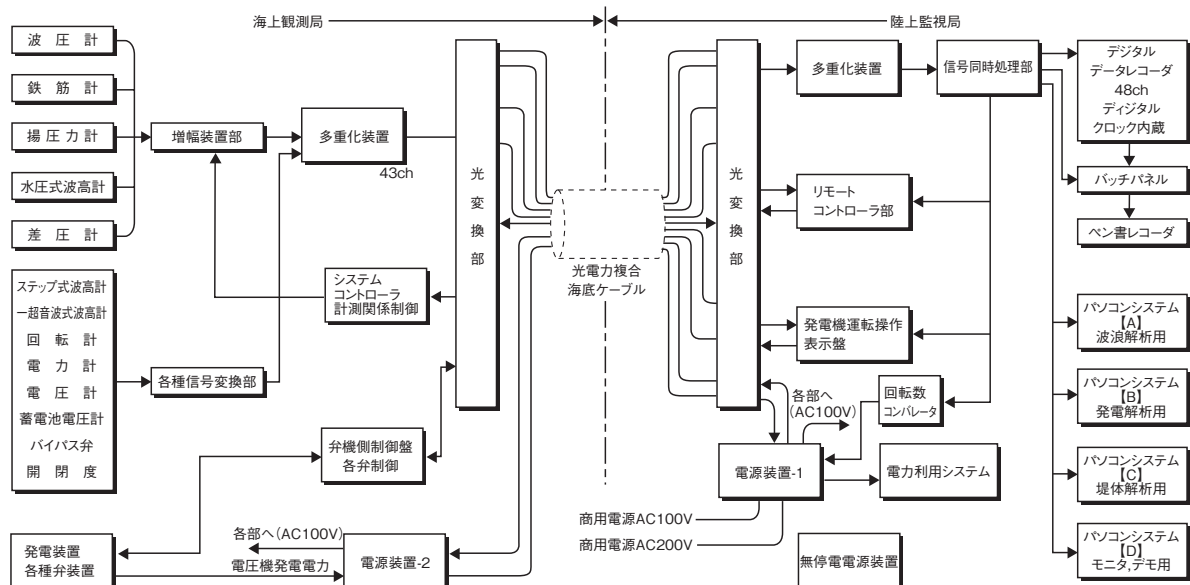 海上観測局
陸上監視局
波圧計
鉄筋計
揚圧力計
水圧式波高計
差圧計
ステップ式波高計
一超音波式波高計
回転計
電力計
電圧計
蓄電池電圧計
バイパス弁
開閉度
発電装置
各種弁装置
増幅装置部
各種信号変換部
多重化装置
43ch
システム
コントローラ
計測関係制御
弁機側制御盤
各弁制御
各部へ(AC100V)
電圧機発電電力
電源装置-2
光変換部
光電力複合
海底ケーブル
光変換部
多重化装置
信号同時処理部
リモート
コントローラ部
発電機運転操作
表示盤
各部へ
(AC100V)
回転数
コンパレータ
電源装置-1
電力利用システム
商用電源AC100V
商用電源AC200V
無停電電源装置
デジタル
データレコーダ
48ch
ディジタル
クロック内蔵
バッチパネル
ペン書レコーダ
パソコンシステム
【A】
波浪解析用
パソコンシステム
【B】
発電解析用
パソコンシステム
【C】
堤体解析用
パソコンシステム
【D】
モニタ,デモ用